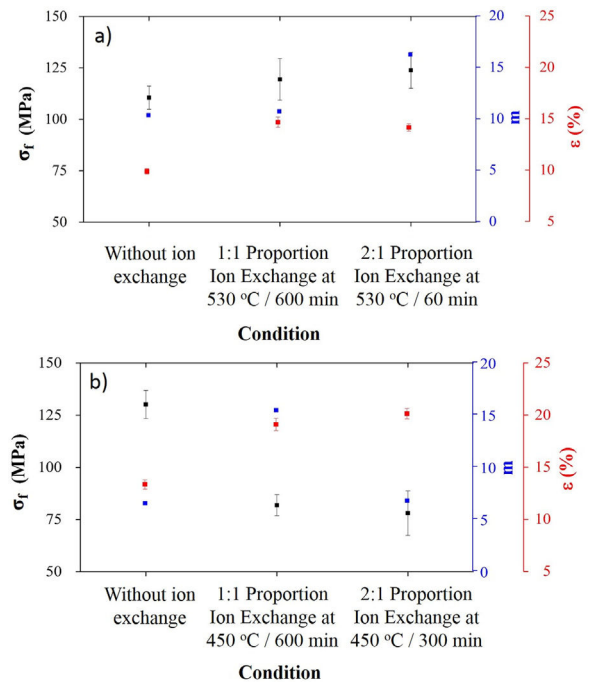 a)
150
125
100
75
50
σf (MPa)
20
15
10
5
0
m
25
20
15
10
5
ε (%)
Without ion
exchange
1:1 Proportion
Ion Exchange at
530 °C / 600 min
2:1 Proportion
Ion Exchange at
530 °C / 60 min
Condition
b)
150
125
100
75
50
σf (MPa)
20
15
10
5
0
m
25
20
15
10
5
ε (%)
Without ion
exchange
1:1 Proportion
Ion Exchange at
450 °C / 600 min
2:1 Proportion
Ion Exchange at
450 °C / 300 min
Condition